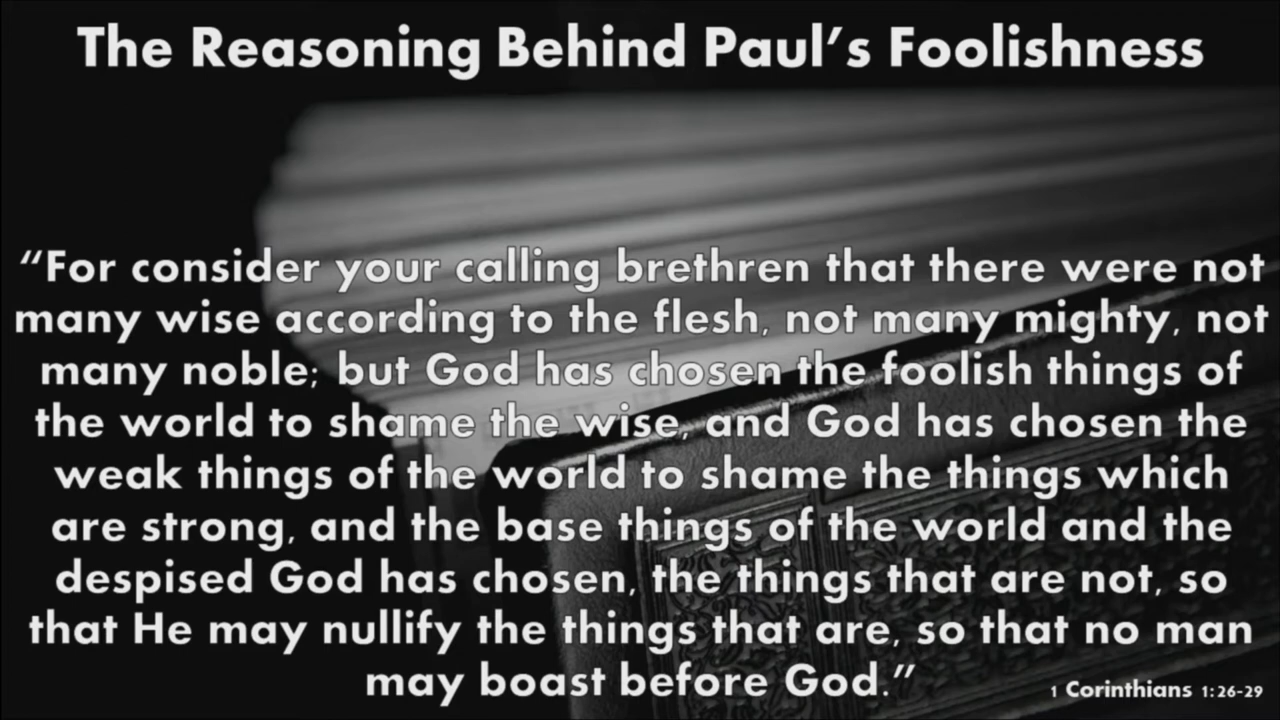 The Reasoning Behind Paul’s Foolishness
“For consider your calling brethren that there were not
many wise according to the flesh, not many mighty, not
many noble; but God has chosen the foolish things of
the world to shame the wise, and God has chosen the
weak things of the world to shame the things which
are strong, and the base things of the world and the
despised God has chosen, the things that are not, so
that He may nullify the things that are, so that no man
may boast before God.”
1 Corinthians 1:26-29